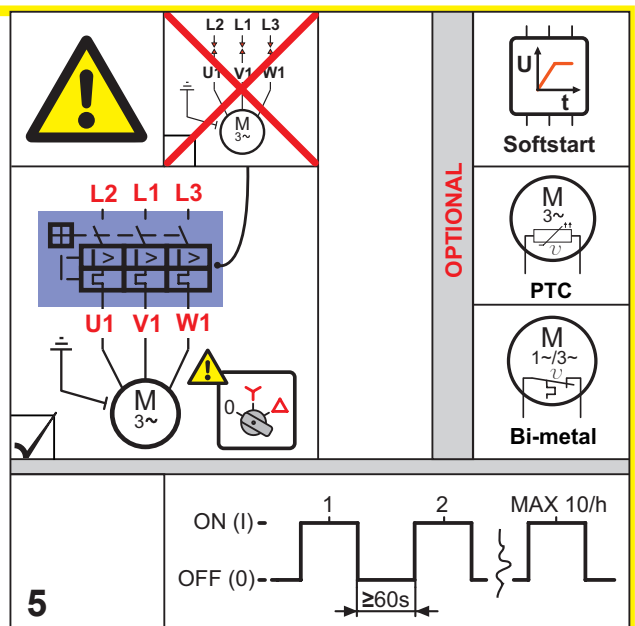 L2 L1 L3
U1 V1 W1
M
3~
U
t
Softstart
L2 L1 L3
I> I> I>
U1 V1 W1
M
3~
0
OPTIONAL
M
3~
υ
PTC
M
1~/3~
υ
Bi-metal
5
1 2 MAX 10/h
ON (I)
OFF (0)
≥60s